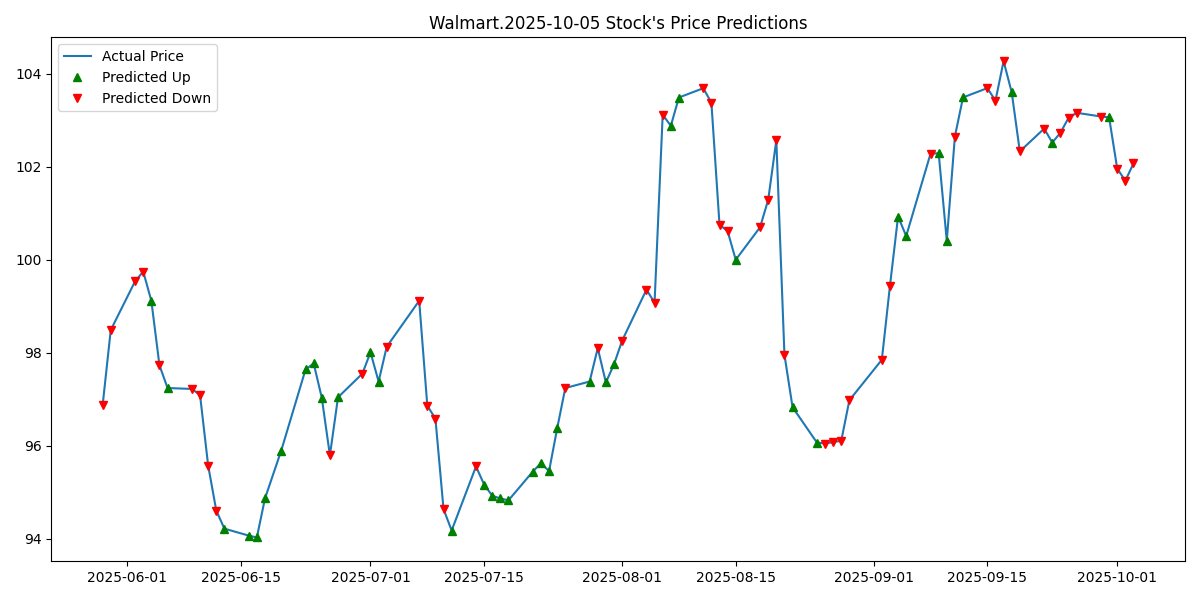 Walmart.2025-10-05 Stock's Price Predictions
Actual Price
Predicted Up
Predicted Down
104
102
100
98
96
94
2025-06-01 2025-06-15 2025-07-01 2025-07-15 2025-08-01 2025-08-15 2025-09-01 2025-09-15 2025-10-01